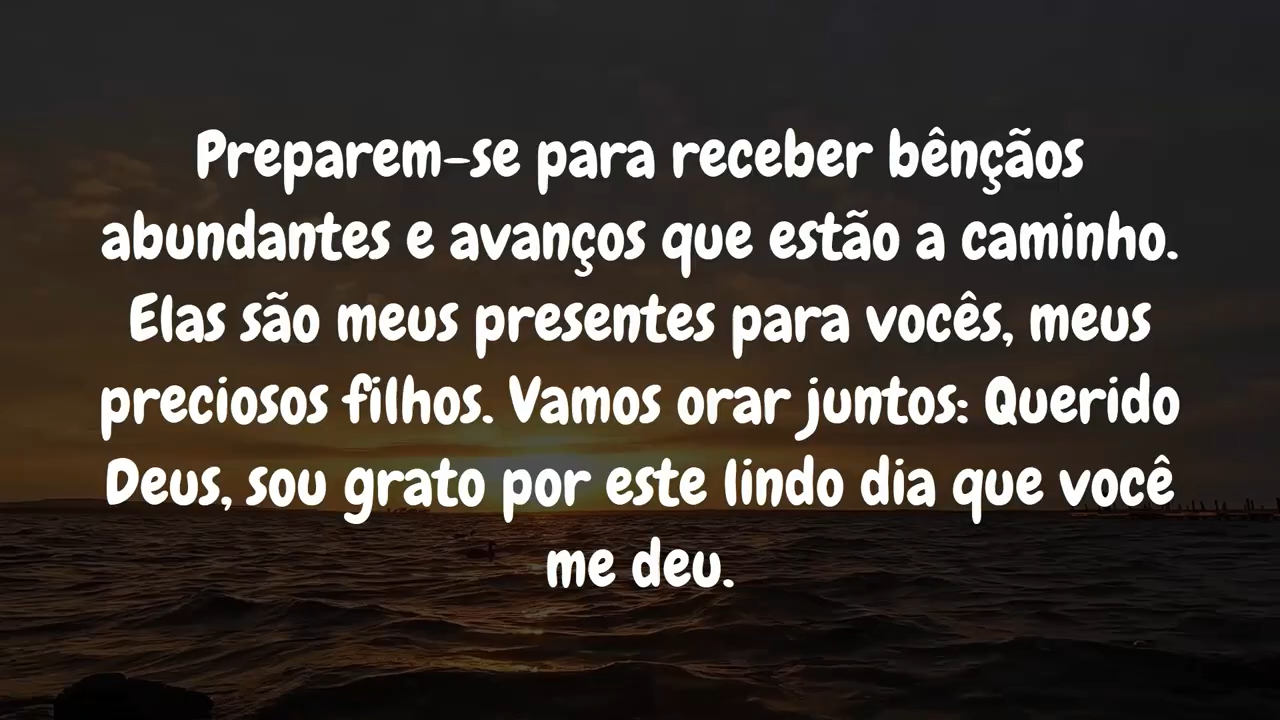 Preparem-se para receber bênçãos
abundantes e avanços que estão a caminho.
Elas são meus presentes para vocês, meus
preciosos filhos. Vamos orar juntos: Querido
Deus, sou grato por este lindo dia que você
me deu.